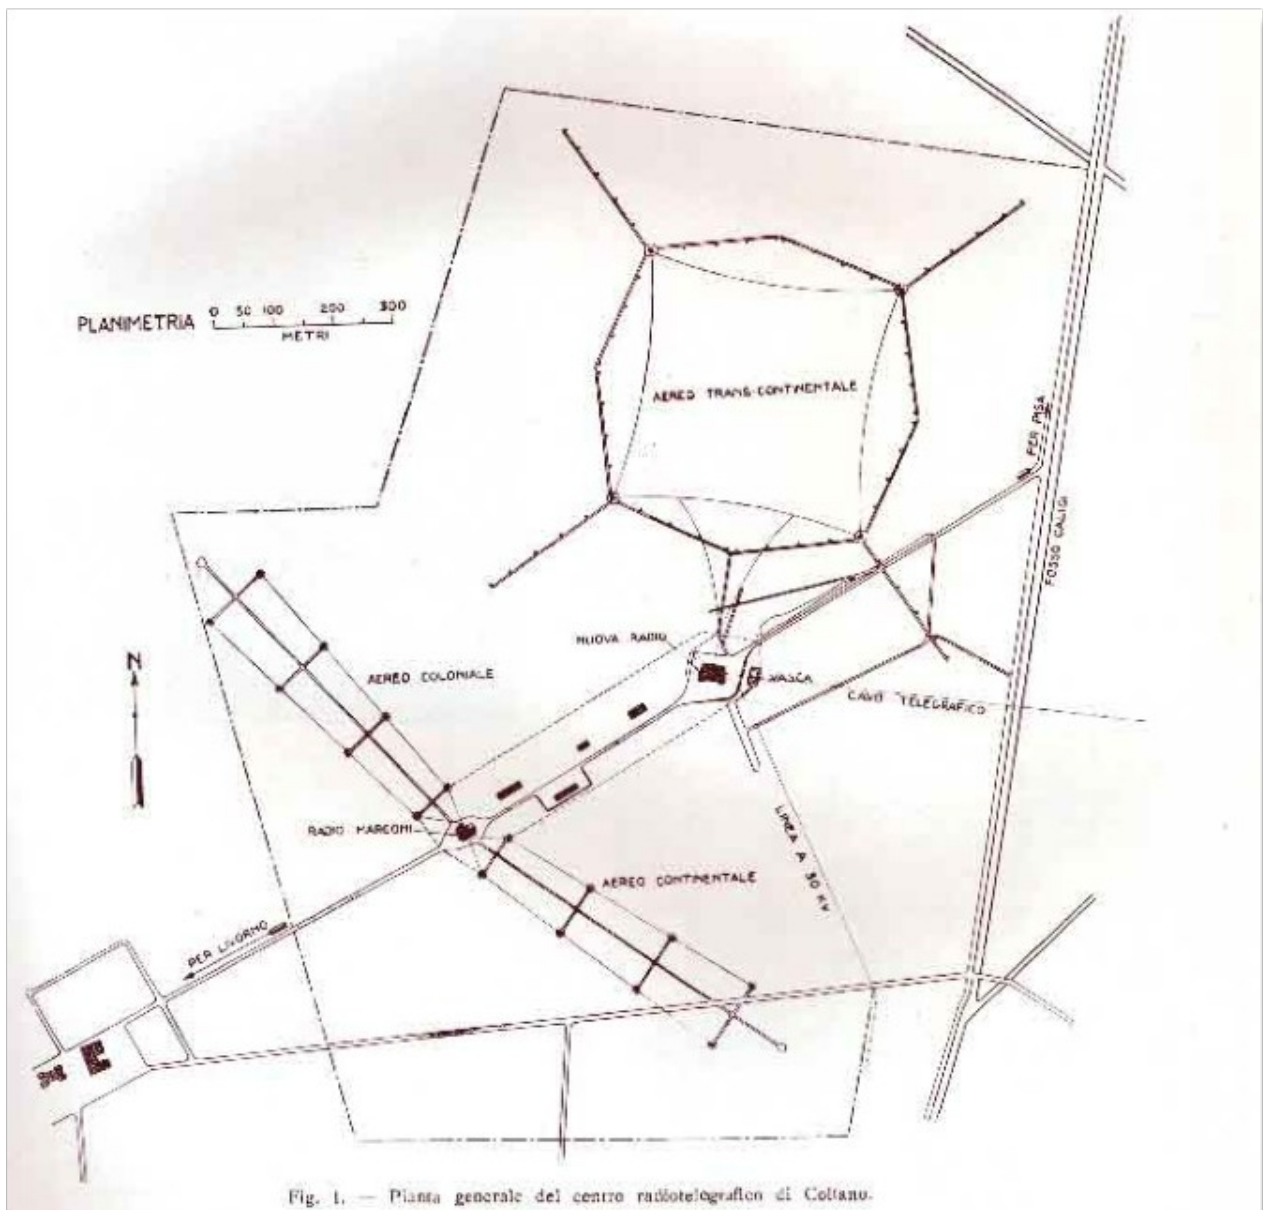 PLANIMETRIA
0 50 100 200 300
METRI
AEREO TRANS-CONTINENTALE
PER PISA
FOSSO CALIGI
NUOVA RADIO
VASCA
CAVO TELEGRAFICO
N
AEREO COLONIALE
RADIO MARCONI
LINEA A 30 KV
AEREO CONTINENTALE
PER LIVORNO
Fig. 1. — Pianta generale del centro radiotelegrafico di Coltano.